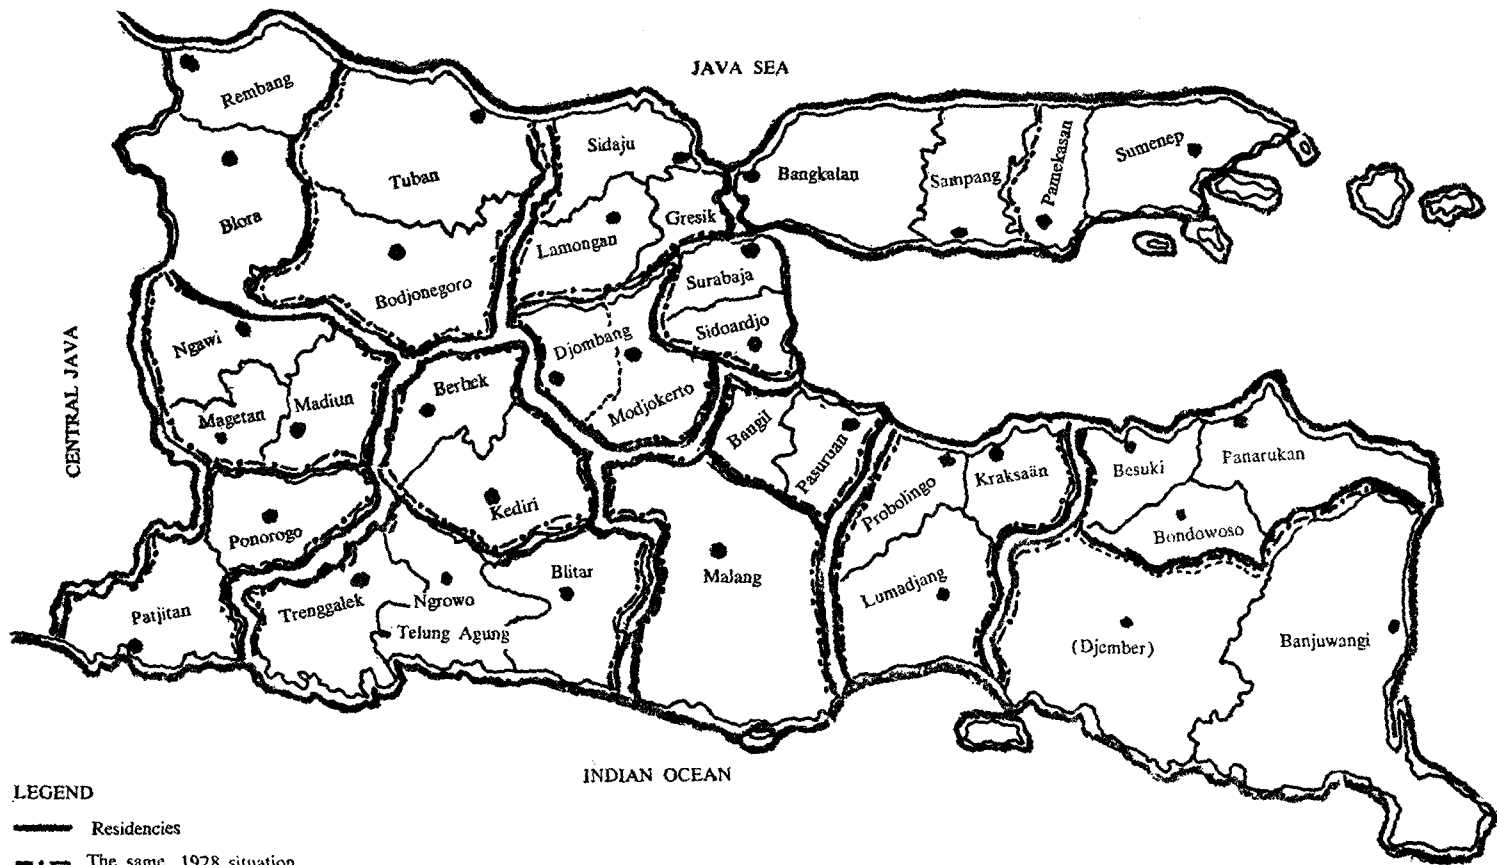 JAVA SEA
Rembang
Sidaju
Pamekasan
Sumenep
Tuban
Bangkalan
Sampang
Blora
Gresik
Lamongan
Surabaja
Bodjonegoro
Sidoardjo
Ngawi
Djombang
CENTRAL JAVA
Berbek
Magetan
Madiun
Modjokerto
Bangil
Pasuruan
Besuki
Panarukan
Kraksaän
Probolingo
Kediri
Ponorogo
Bondowoso
Blitar
Malang
Lumadjang
Patjitan
Trenggalek
Ngrowo
Telung Agung
(Djember)
Banjuwangi
INDIAN OCEAN
LEGEND
Residencies
The same, 1928 situation